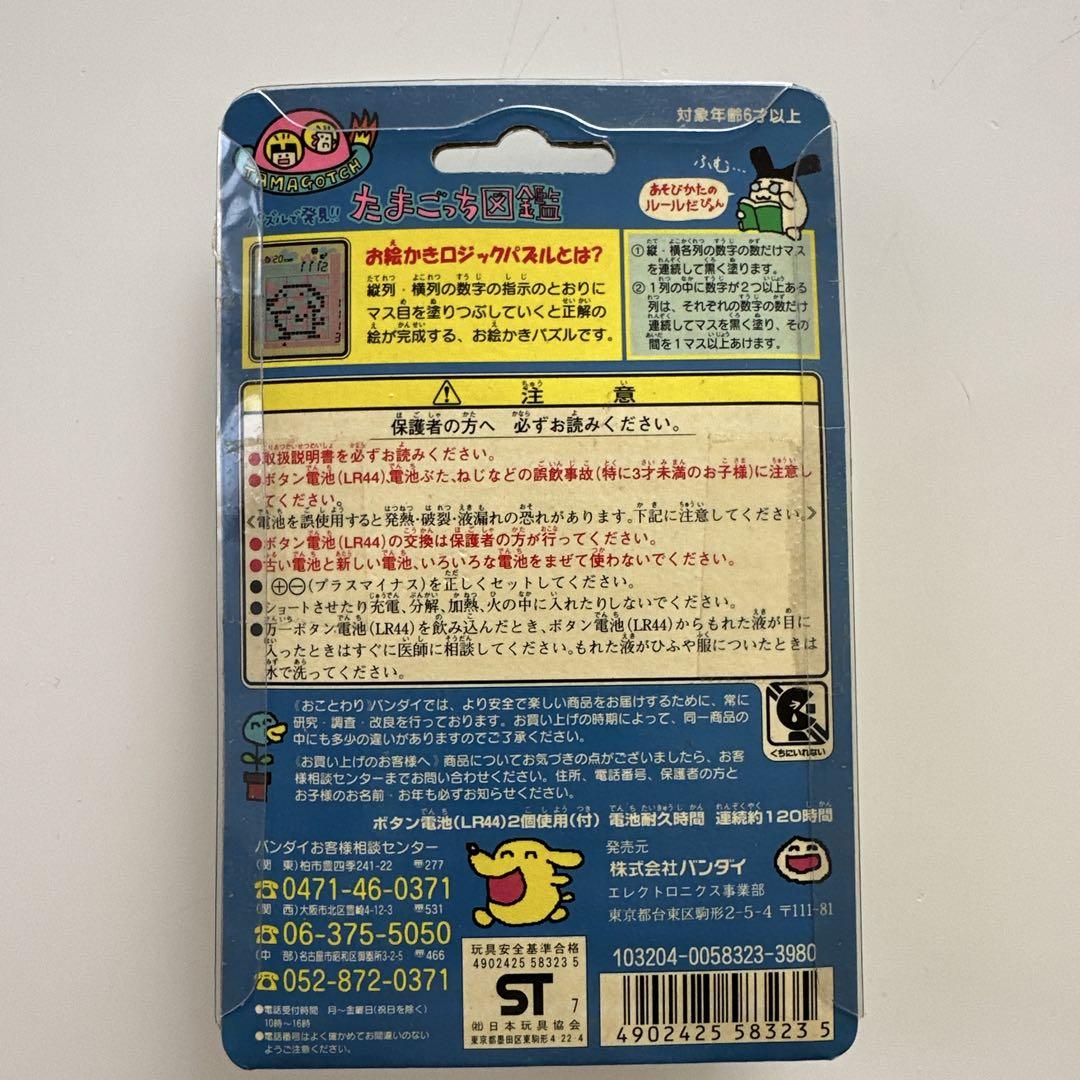 対象年齢6才以上
TAMAGOTCH
パズルで発見!!
たまごっち図鑑
ふむ…
あそびかたの
ルールだぴょん
お絵かきロジックパズルとは?
縦列・横列の数字の指示のとおりに
マス目を塗りつぶしていくと正解の
絵が完成する、お絵かきパズルです。
①縦・横各列の数字の数だけマス
を連続して黒く塗ります。
②1列の中に数字が2つ以上ある
列は、それぞれの数字の数だけ
連続してマスを黒く塗り、その
間を1マス以上あけます。
注意
保護者の方へ 必ずお読みください。
●取扱説明書を必ずお読みください。
●ボタン電池(LR44)、電池ぶた、ねじなどの誤飲事故(特に3才未満のお子様)に注意し
てください。
〈電池を誤使用すると発熱・破裂・液漏れの恐れがあります。下記に注意してください。〉
●ボタン電池(LR44)の交換は保護者の方が行ってください。
●古い電池と新しい電池、いろいろな電池をまぜて使わないでください。
●⊕⊖(プラスマイナス)を正しくセットしてください。
●ショートさせたり充電、分解、加熱、火の中に入れたりしないでください。
●万一ボタン電池(LR44)を飲み込んだとき、ボタン電池(LR44)からもれた液が目に
入ったときはすぐに医師に相談してください。もれた液がひふや服についたときは
水で洗ってください。
《おことわり》バンダイでは、より安全で楽しい商品をお届けするために、常に
研究・調査・改良を行っております。お買い上げの時期によって、同一商品の
中にも多少の違いがありますのでご了承ください。
《お買い上げのお客様へ》商品についてお気づきの点がございましたら、お客
様相談センターまでお問い合わせください。住所、電話番号、保護者の方と
お子様のお名前・お年も必ずお知らせください。
くちにいれない
ボタン電池(LR44)2個使用(付) 電池耐久時間 連続約120時間
バンダイお客様相談センター
(関 東)柏市豊四季241-22 〒277
☎0471-46-0371
(関 西)大阪市北区豊崎4-12-3 〒531
☎06-375-5050
(中 部)名古屋市昭和区御器所3-2-5 〒466
☎052-872-0371
●電話受付時間 月〜金曜日(祝日を除く)
10時〜16時
●電話番号はよく確かめてお間違いのない
ようご注意ください。
玩具安全基準合格
4902425 58323 5
ST
7
(社)日本玩具協会
東京都墨田区東駒形4-22-4
発売元
株式会社バンダイ
エレクトロニクス事業部
東京都台東区駒形2-5-4 〒111-81
103204-0058323-3980
4902425 583235